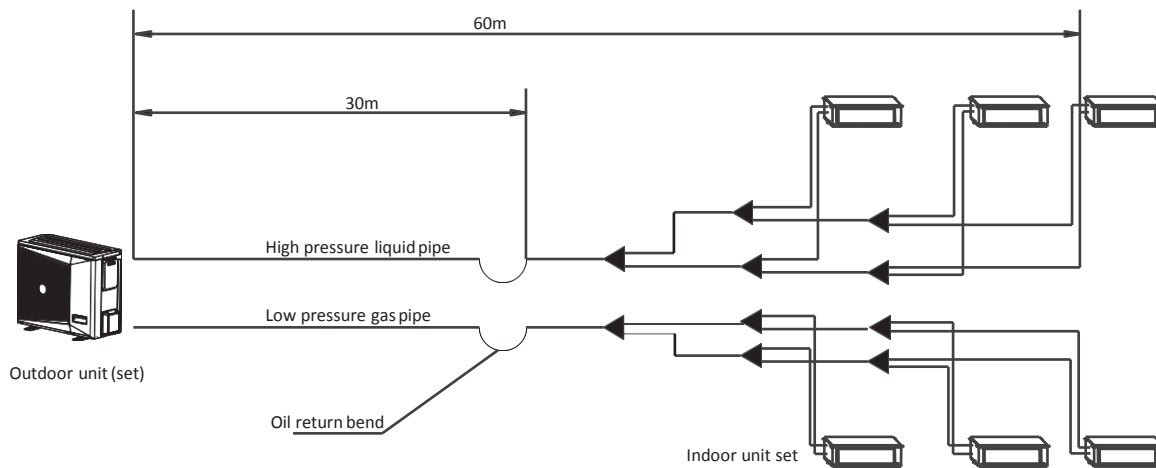 60m
30m
High pressure liquid pipe
Low pressure gas pipe
Outdoor unit (set)
Oil return bend
Indoor unit set